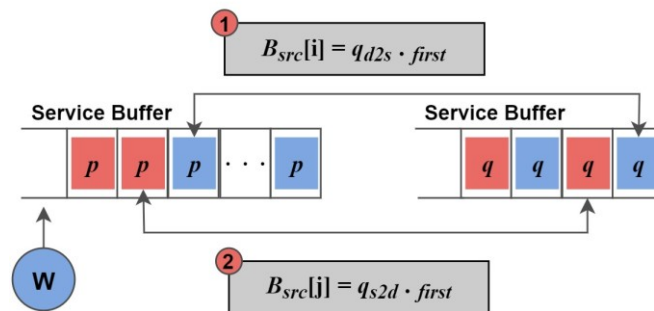 1
B_src[i] = q_d2s · first
Service Buffer
Service Buffer
p p p · · · p
q q q q
W
2
B_src[j] = q_s2d · first